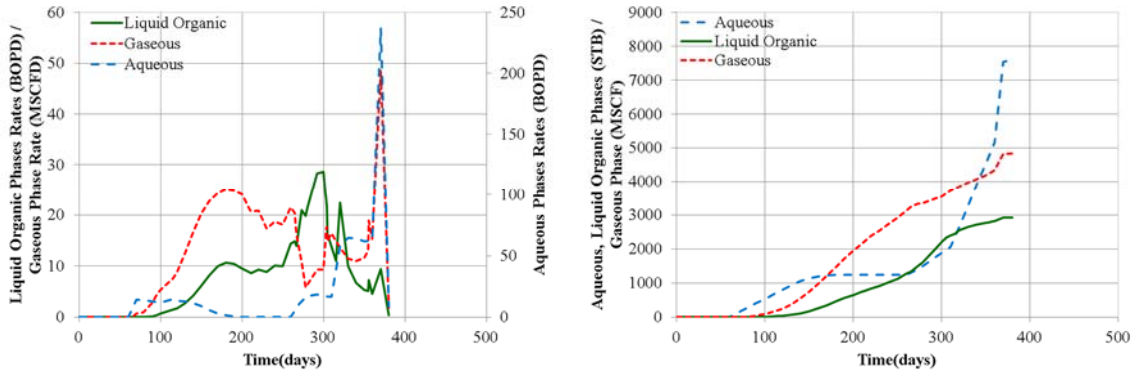 Liquid Organic Phases Rates (BOPD) /
Gaseous Phase Rate (MSCFD)
60
50
40
30
20
10
0
Liquid Organic
Gaseous
Aqueous
250
200
150
100
50
0
Aqueous Phases Rates (BOPD)
0 100 200 300 400 500
Time(days)
Aqueous, Liquid Organic Phases (STB) /
Gaseous Phase (MSCF)
9000
8000
7000
6000
5000
4000
3000
2000
1000
0
Aqueous
Liquid Organic
Gaseous
0 100 200 300 400 500
Time(days)